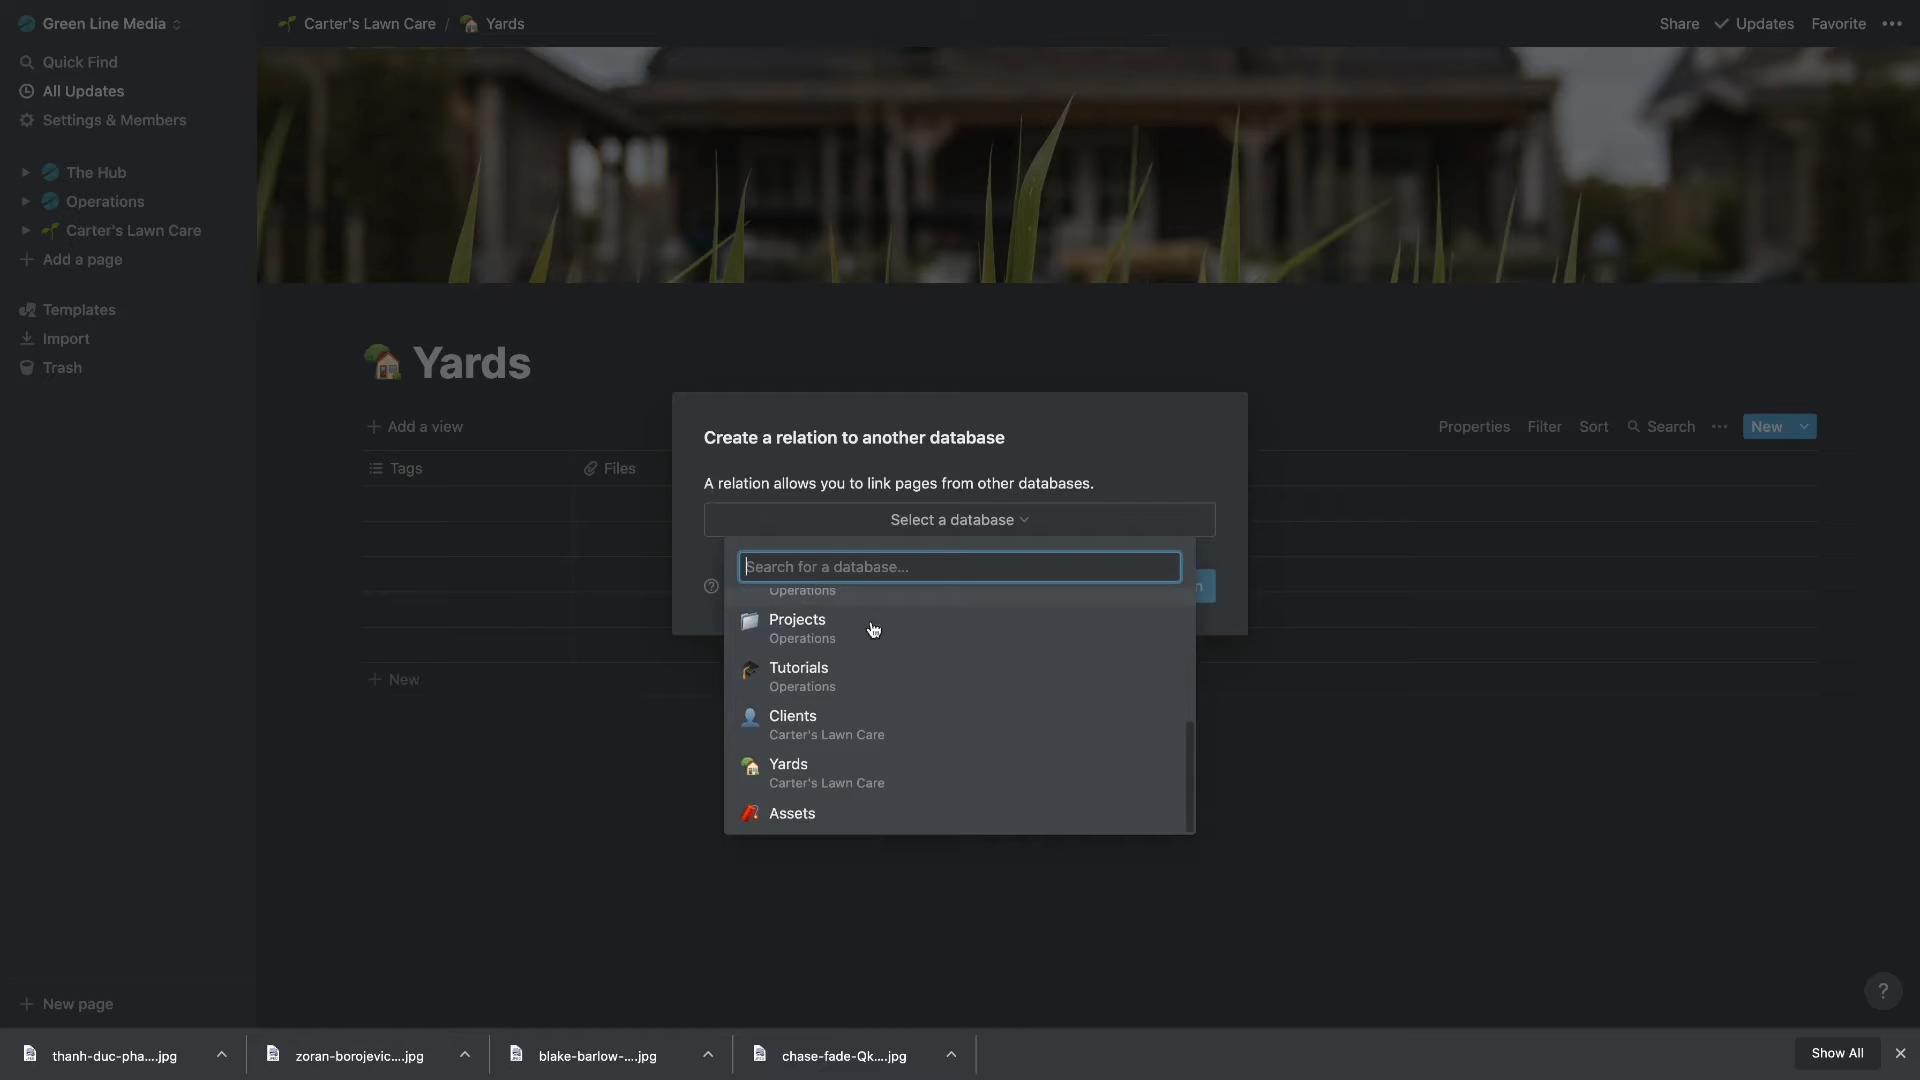 Green Line Media
Carter's Lawn Care / Yards
Share Updates Favorite
Quick Find
All Updates
Settings & Members
The Hub
Operations
Carter's Lawn Care
Add a page
Templates
Import
Trash
Yards
Add a view
Properties Filter Sort Search New
Tags Files
New
Create a relation to another database
A relation allows you to link pages from other databases.
Select a database
Search for a database...
Operations
Projects
Operations
Tutorials
Operations
Clients
Carter's Lawn Care
Yards
Carter's Lawn Care
Assets
New page
?
thanh-duc-pha....jpg
zoran-borojevic....jpg
blake-barlow-....jpg
chase-fade-Qk....jpg
Show All